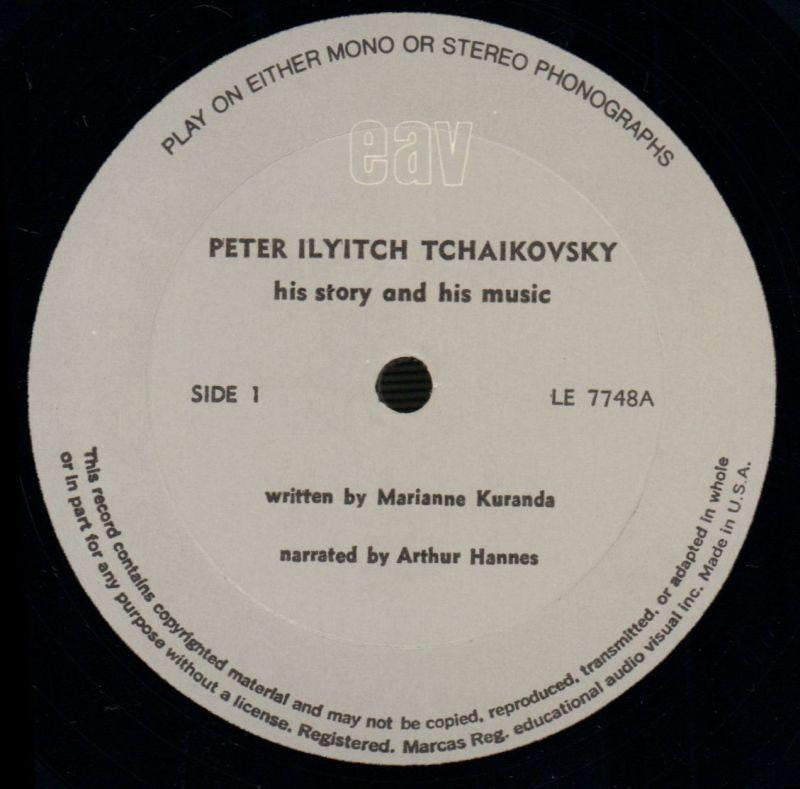 PLAY ON EITHER MONO OR STEREO PHONOGRAPHS
eav
PETER ILYITCH TCHAIKOVSKY
his story and his music
SIDE 1
LE 7748A
written by Marianne Kuranda
narrated by Arthur Hannes
This record contains copyrighted material and may not be copied, reproduced, transmitted, or adapted in whole
or in part for any purpose without a license. Registered. Marcas Reg. educational audio visual inc. Made in U.S.A.